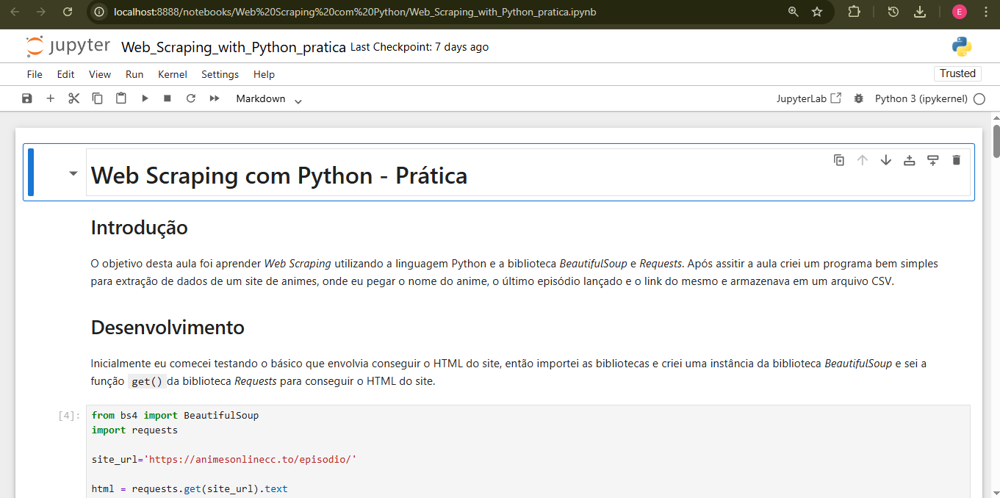 localhost:8888/notebooks/Web%20Scraping%20com%20Python/Web_Scraping_with_Python_pratica.ipynb
E
jupyter Web_Scraping_with_Python_pratica Last Checkpoint: 7 days ago
File Edit View Run Kernel Settings Help
Trusted
Markdown
JupyterLab
Python 3 (ipykernel)
Web Scraping com Python - Prática
Introdução
O objetivo desta aula foi aprender Web Scraping utilizando a linguagem Python e a biblioteca BeautifulSoup e Requests. Após assitir a aula criei um programa bem simples
para extração de dados de um site de animes, onde eu pegar o nome do anime, o último episódio lançado e o link do mesmo e armazenava em um arquivo CSV.
Desenvolvimento
Inicialmente eu comecei testando o básico que envolvia conseguir o HTML do site, então importei as bibliotecas e criei uma instância da biblioteca BeautifulSoup e sei a
função get() da biblioteca Requests para conseguir o HTML do site.
[4]:
from bs4 import BeautifulSoup
import requests
site_url='https://animesonlinecc.to/episodio/'
html = requests.get(site_url).text